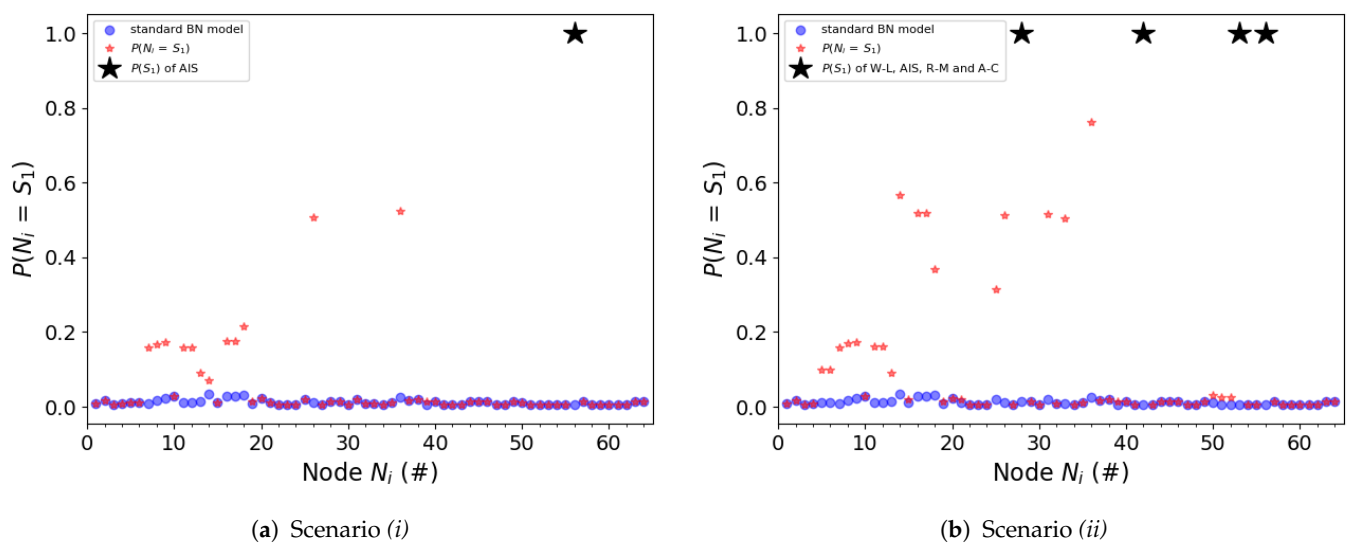 standard BN model
P(Nᵢ = S₁)
P(S₁) of AIS
1.0
0.8
0.6
0.4
0.2
0.0
P(Nᵢ = S₁)
0 10 20 30 40 50 60
Node Nᵢ (#)
(a) Scenario (i)
standard BN model
P(Nᵢ = S₁)
P(S₁) of W-L, AIS, R-M and A-C
1.0
0.8
0.6
0.4
0.2
0.0
P(Nᵢ = S₁)
0 10 20 30 40 50 60
Node Nᵢ (#)
(b) Scenario (ii)